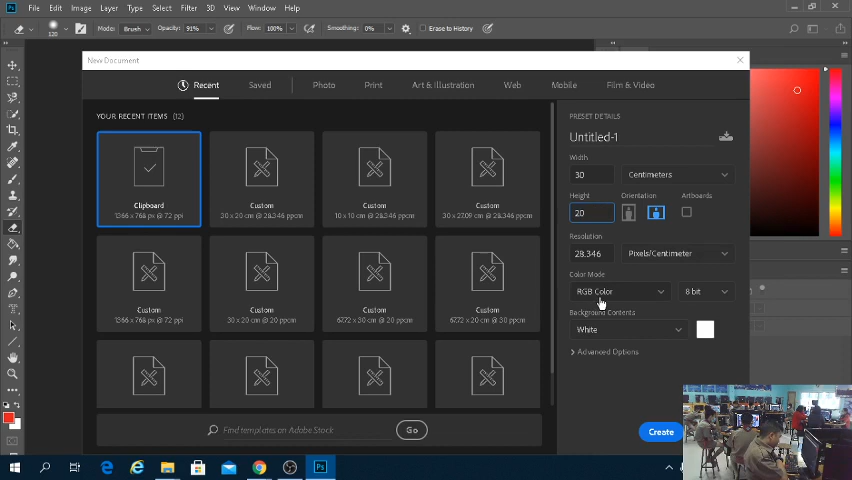 Ps File Edit Image Layer Type Select Filter 3D View Window Help
120 Mode: Brush Opacity: 91% Flow: 100% Smoothing: 0% Erase to History
New Document
Recent Saved Photo Print Art & Illustration Web Mobile Film & Video
YOUR RECENT ITEMS (12)
Clipboard
1366 x 768 px @ 72 ppi
Custom
30 x 20 cm @ 28.346 ppcm
Custom
10 x 10 cm @ 28.346 ppcm
Custom
30 x 27.09 cm @ 28.346 ppcm
Custom
1366 x 768 px @ 72 ppi
Custom
30 x 20 cm @ 20 ppcm
Custom
67.72 x 30 cm @ 20 ppcm
Custom
67.72 x 20 cm @ 30 ppcm
Find templates on Adobe Stock Go
PRESET DETAILS
Untitled-1
Width
30 Centimeters
Height Orientation Artboards
20
Resolution
28.346 Pixels/Centimeter
Color Mode
RGB Color 8 bit
Background Contents
White
Advanced Options
Create
Ps